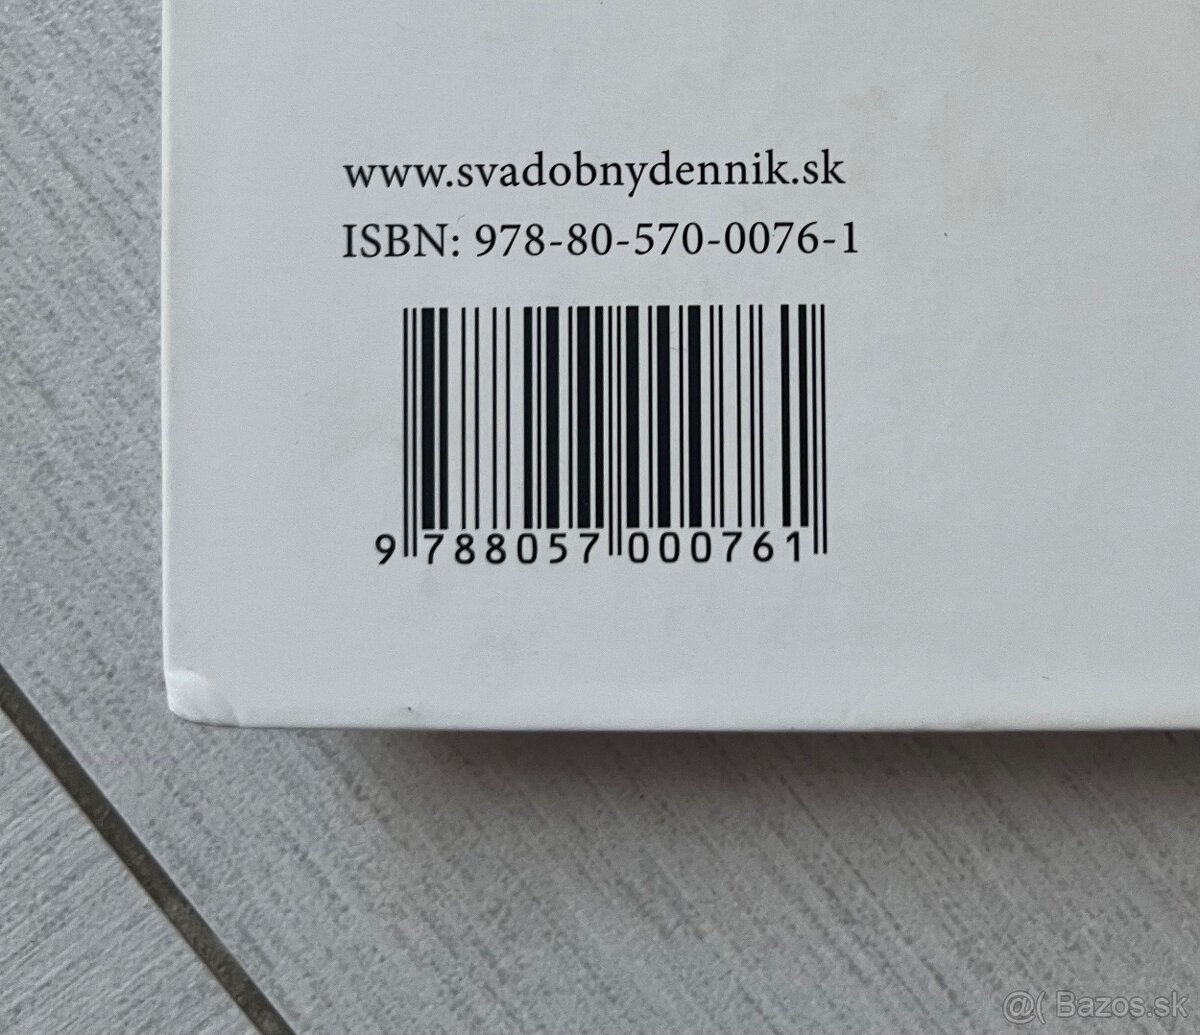 www.svadobnydennik.sk
ISBN: 978-80-570-0076-1
9 788057 000761
@( Bazos.sk